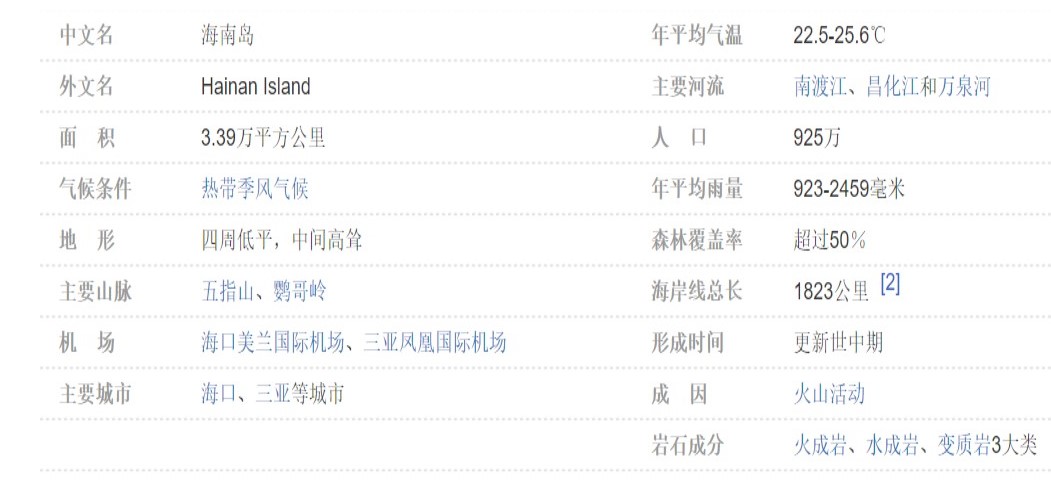 中文名 海南岛 年平均气温 22.5-25.6℃
外文名 Hainan Island 主要河流 南渡江、昌化江和万泉河
面 积 3.39万平方公里 人 口 925万
气候条件 热带季风气候 年平均雨量 923-2459毫米
地 形 四周低平，中间高耸 森林覆盖率 超过50%
主要山脉 五指山、鹦哥岭 海岸线总长 1823公里 [2]
机 场 海口美兰国际机场、三亚凤凰国际机场 形成时间 更新世中期
主要城市 海口、三亚等城市 成 因 火山活动
岩石成分 火成岩、水成岩、变质岩3大类